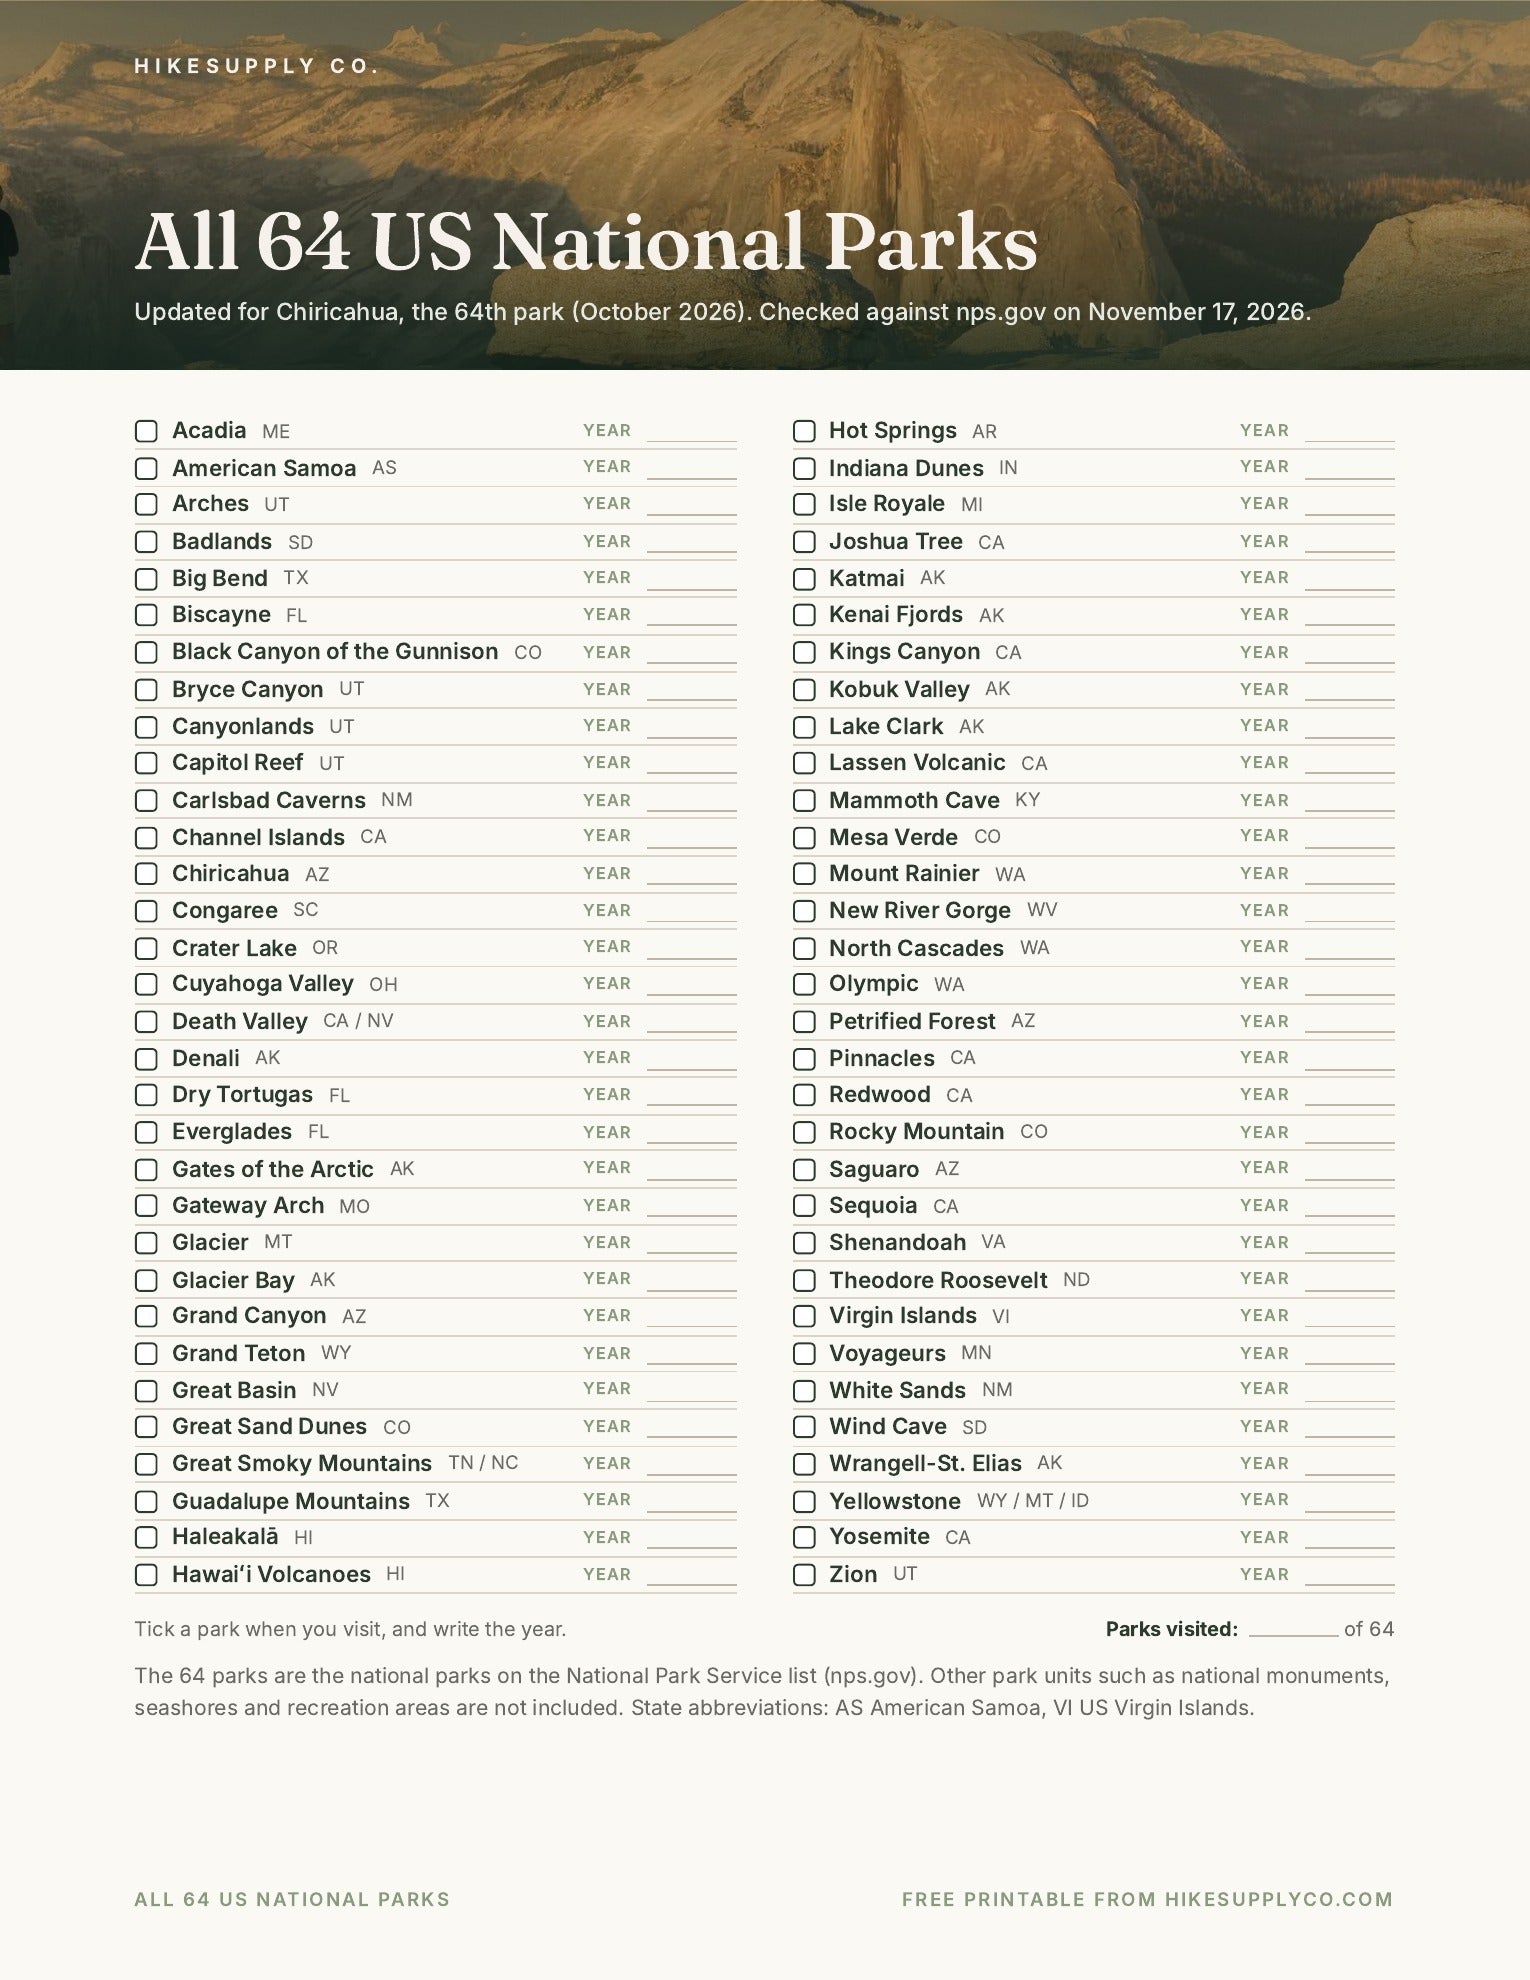 HIKESUPPLY CO.
All 64 US National Parks
Updated for Chiricahua, the 64th park (October 2026). Checked against nps.gov on November 17, 2026.
Acadia ME YEAR
American Samoa AS YEAR
Arches UT YEAR
Badlands SD YEAR
Big Bend TX YEAR
Biscayne FL YEAR
Black Canyon of the Gunnison CO YEAR
Bryce Canyon UT YEAR
Canyonlands UT YEAR
Capitol Reef UT YEAR
Carlsbad Caverns NM YEAR
Channel Islands CA YEAR
Chiricahua AZ YEAR
Congaree SC YEAR
Crater Lake OR YEAR
Cuyahoga Valley OH YEAR
Death Valley CA / NV YEAR
Denali AK YEAR
Dry Tortugas FL YEAR
Everglades FL YEAR
Gates of the Arctic AK YEAR
Gateway Arch MO YEAR
Glacier MT YEAR
Glacier Bay AK YEAR
Grand Canyon AZ YEAR
Grand Teton WY YEAR
Great Basin NV YEAR
Great Sand Dunes CO YEAR
Great Smoky Mountains TN / NC YEAR
Guadalupe Mountains TX YEAR
Haleakalā HI YEAR
Hawaiʻi Volcanoes HI YEAR
Hot Springs AR YEAR
Indiana Dunes IN YEAR
Isle Royale MI YEAR
Joshua Tree CA YEAR
Katmai AK YEAR
Kenai Fjords AK YEAR
Kings Canyon CA YEAR
Kobuk Valley AK YEAR
Lake Clark AK YEAR
Lassen Volcanic CA YEAR
Mammoth Cave KY YEAR
Mesa Verde CO YEAR
Mount Rainier WA YEAR
New River Gorge WV YEAR
North Cascades WA YEAR
Olympic WA YEAR
Petrified Forest AZ YEAR
Pinnacles CA YEAR
Redwood CA YEAR
Rocky Mountain CO YEAR
Saguaro AZ YEAR
Sequoia CA YEAR
Shenandoah VA YEAR
Theodore Roosevelt ND YEAR
Virgin Islands VI YEAR
Voyageurs MN YEAR
White Sands NM YEAR
Wind Cave SD YEAR
Wrangell-St. Elias AK YEAR
Yellowstone WY / MT / ID YEAR
Yosemite CA YEAR
Zion UT YEAR
Tick a park when you visit, and write the year.
Parks visited: of 64
The 64 parks are the national parks on the National Park Service list (nps.gov). Other park units such as national monuments,
seashores and recreation areas are not included. State abbreviations: AS American Samoa, VI US Virgin Islands.
ALL 64 US NATIONAL PARKS
FREE PRINTABLE FROM HIKESUPPLYCO.COM